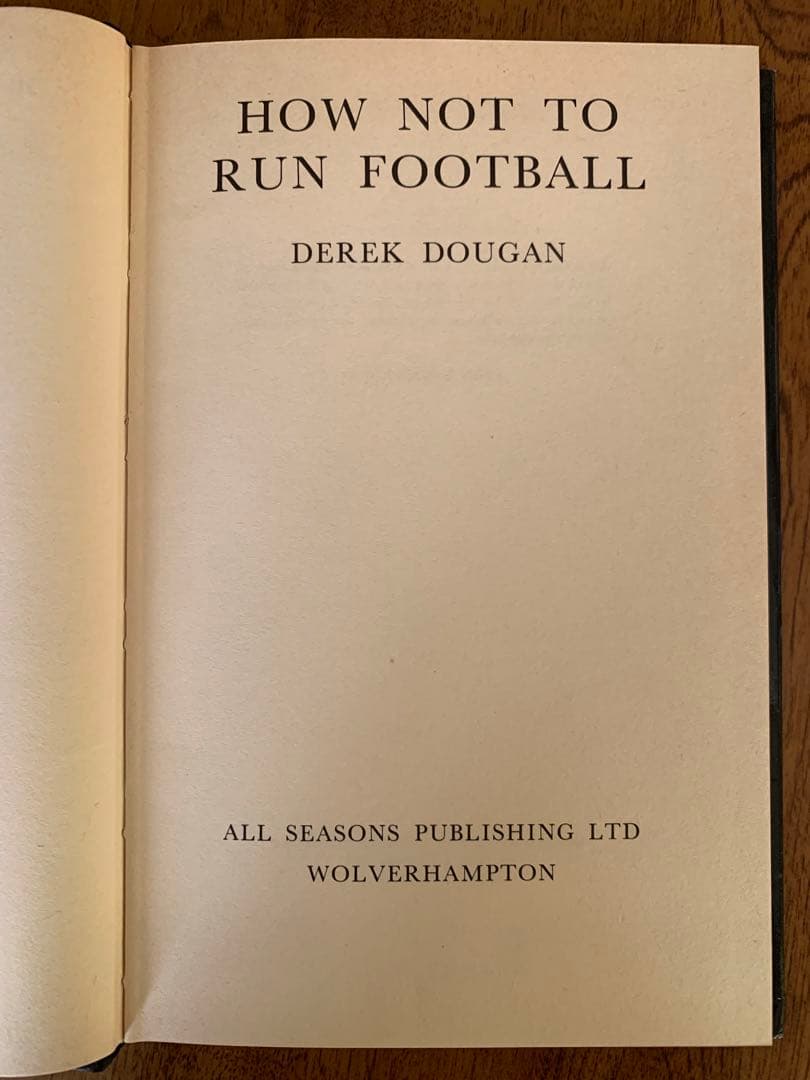 HOW NOT TO
RUN FOOTBALL
DEREK DOUGAN
ALL SEASONS PUBLISHING LTD
WOLVERHAMPTON